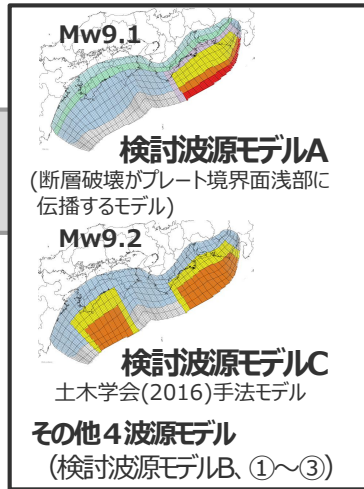 Mw9.1
検討波源モデルA
(断層破壊がプレート境界面浅部に
伝播するモデル)
Mw9.2
検討波源モデルC
土木学会(2016)手法モデル
その他4波源モデル
(検討波源モデルB、①～③)